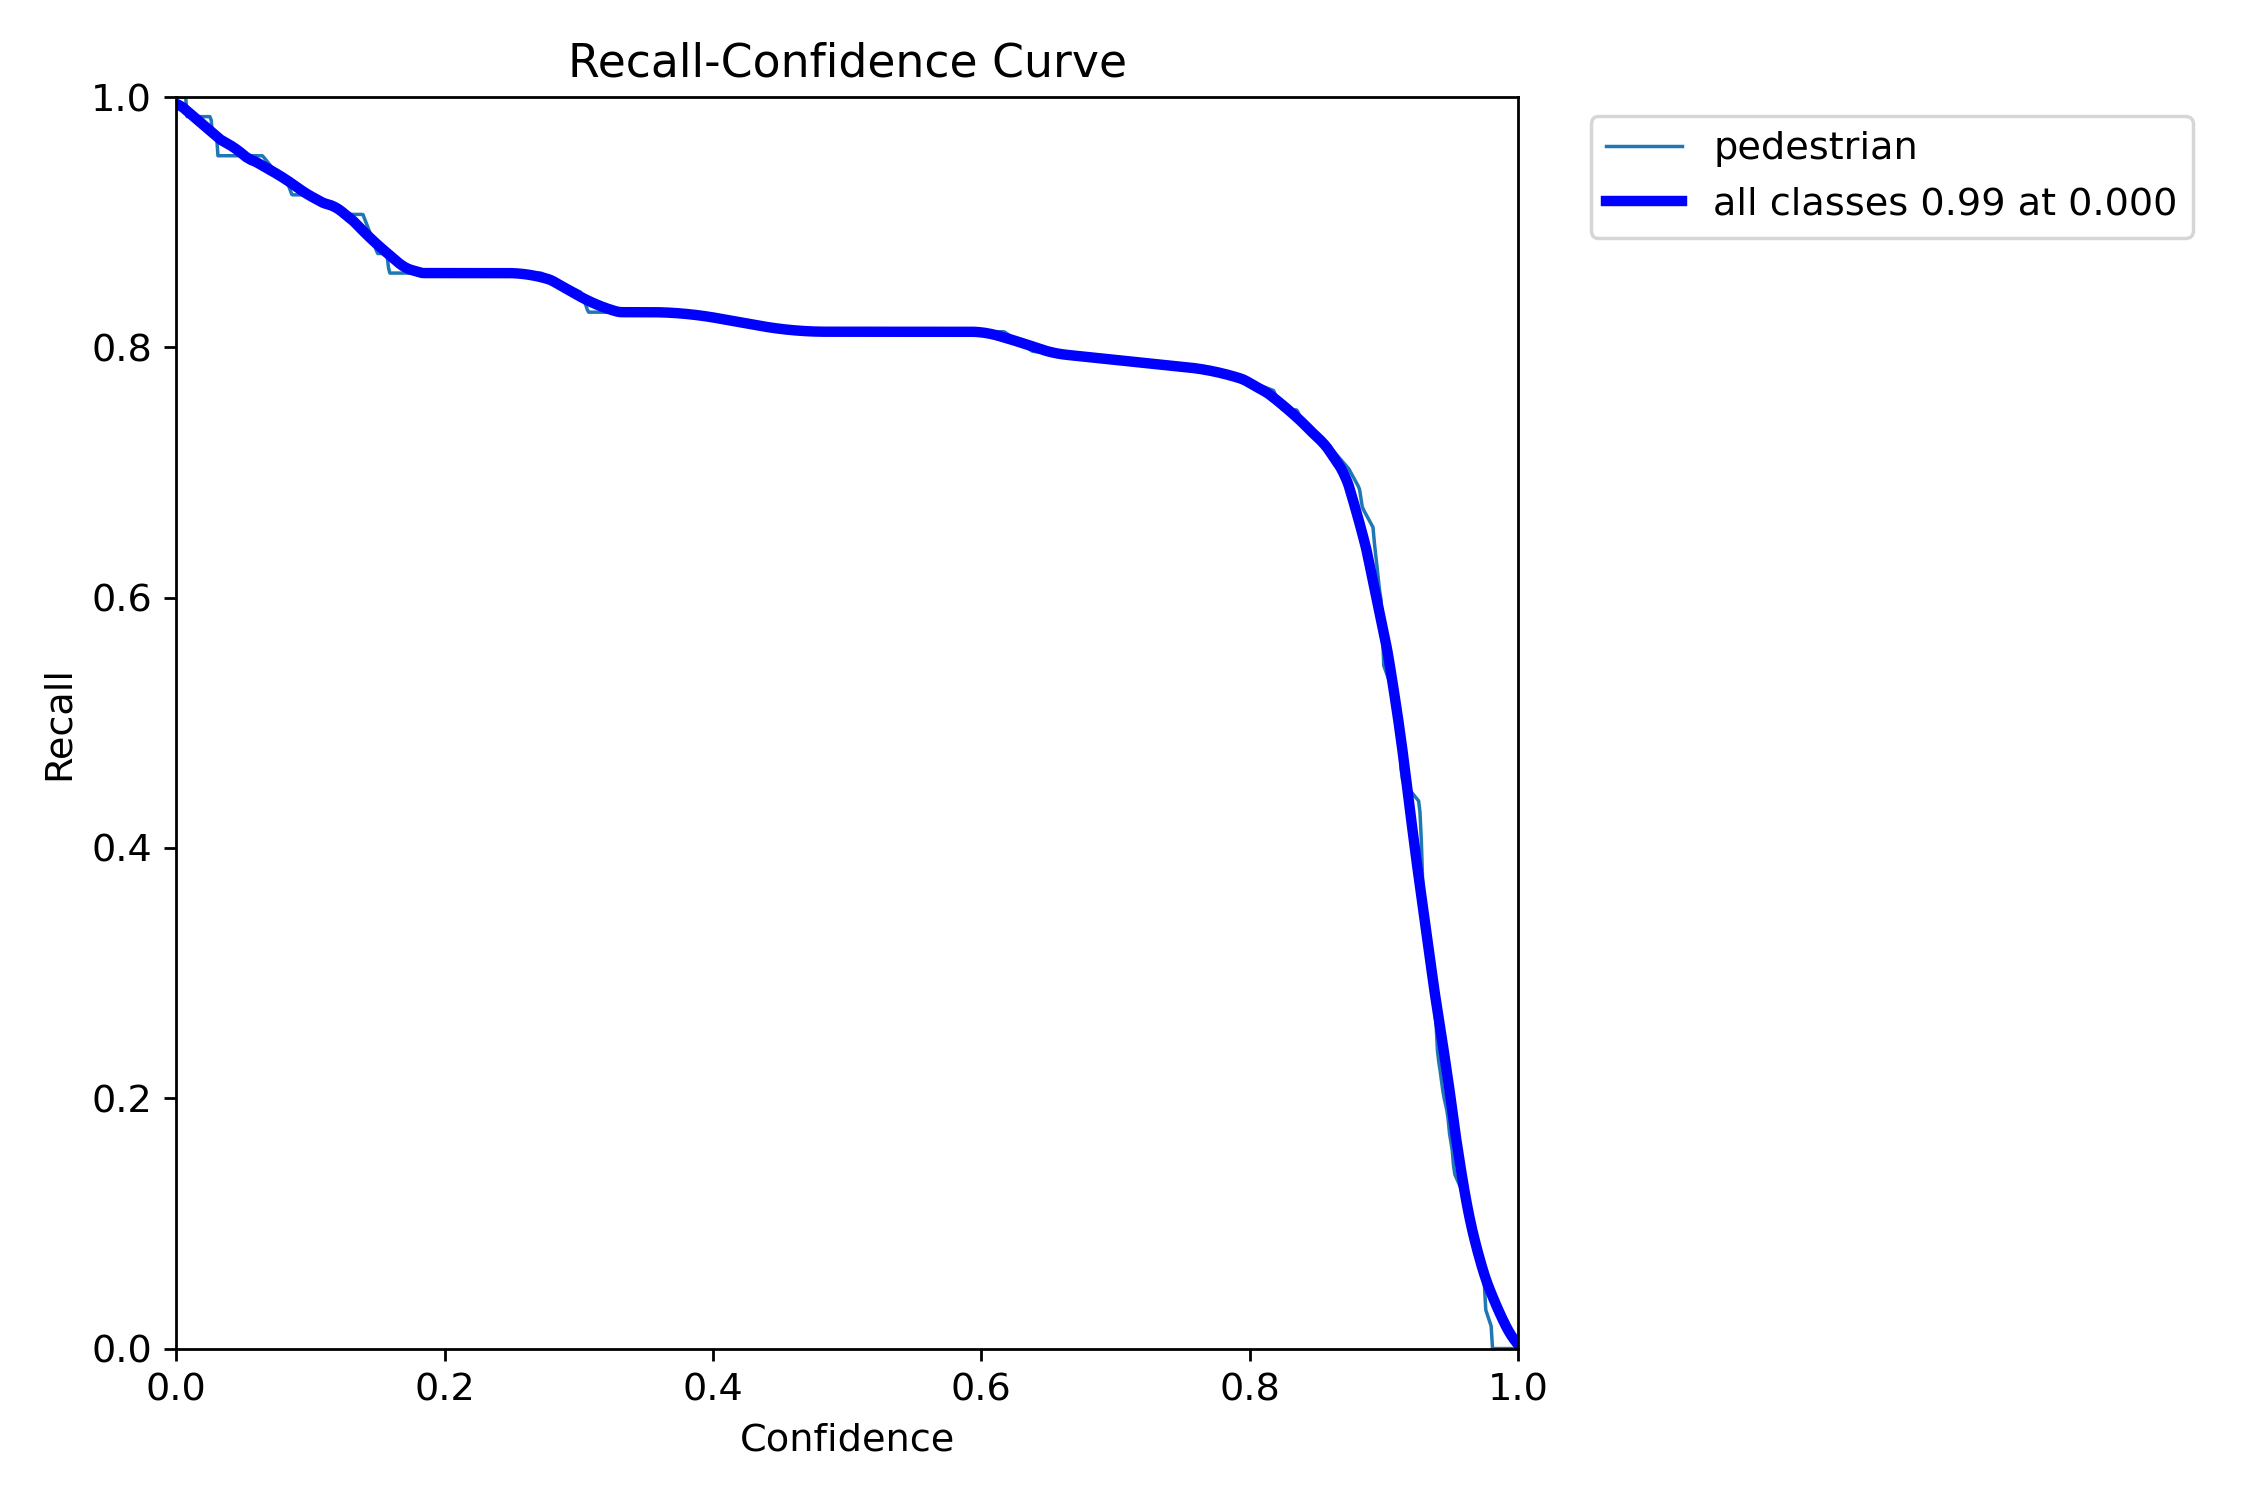 Recall-Confidence Curve
pedestrian
all classes 0.99 at 0.000
1.0
0.8
0.6
0.4
0.2
0.0
Recall
0.0 0.2 0.4 0.6 0.8 1.0
Confidence